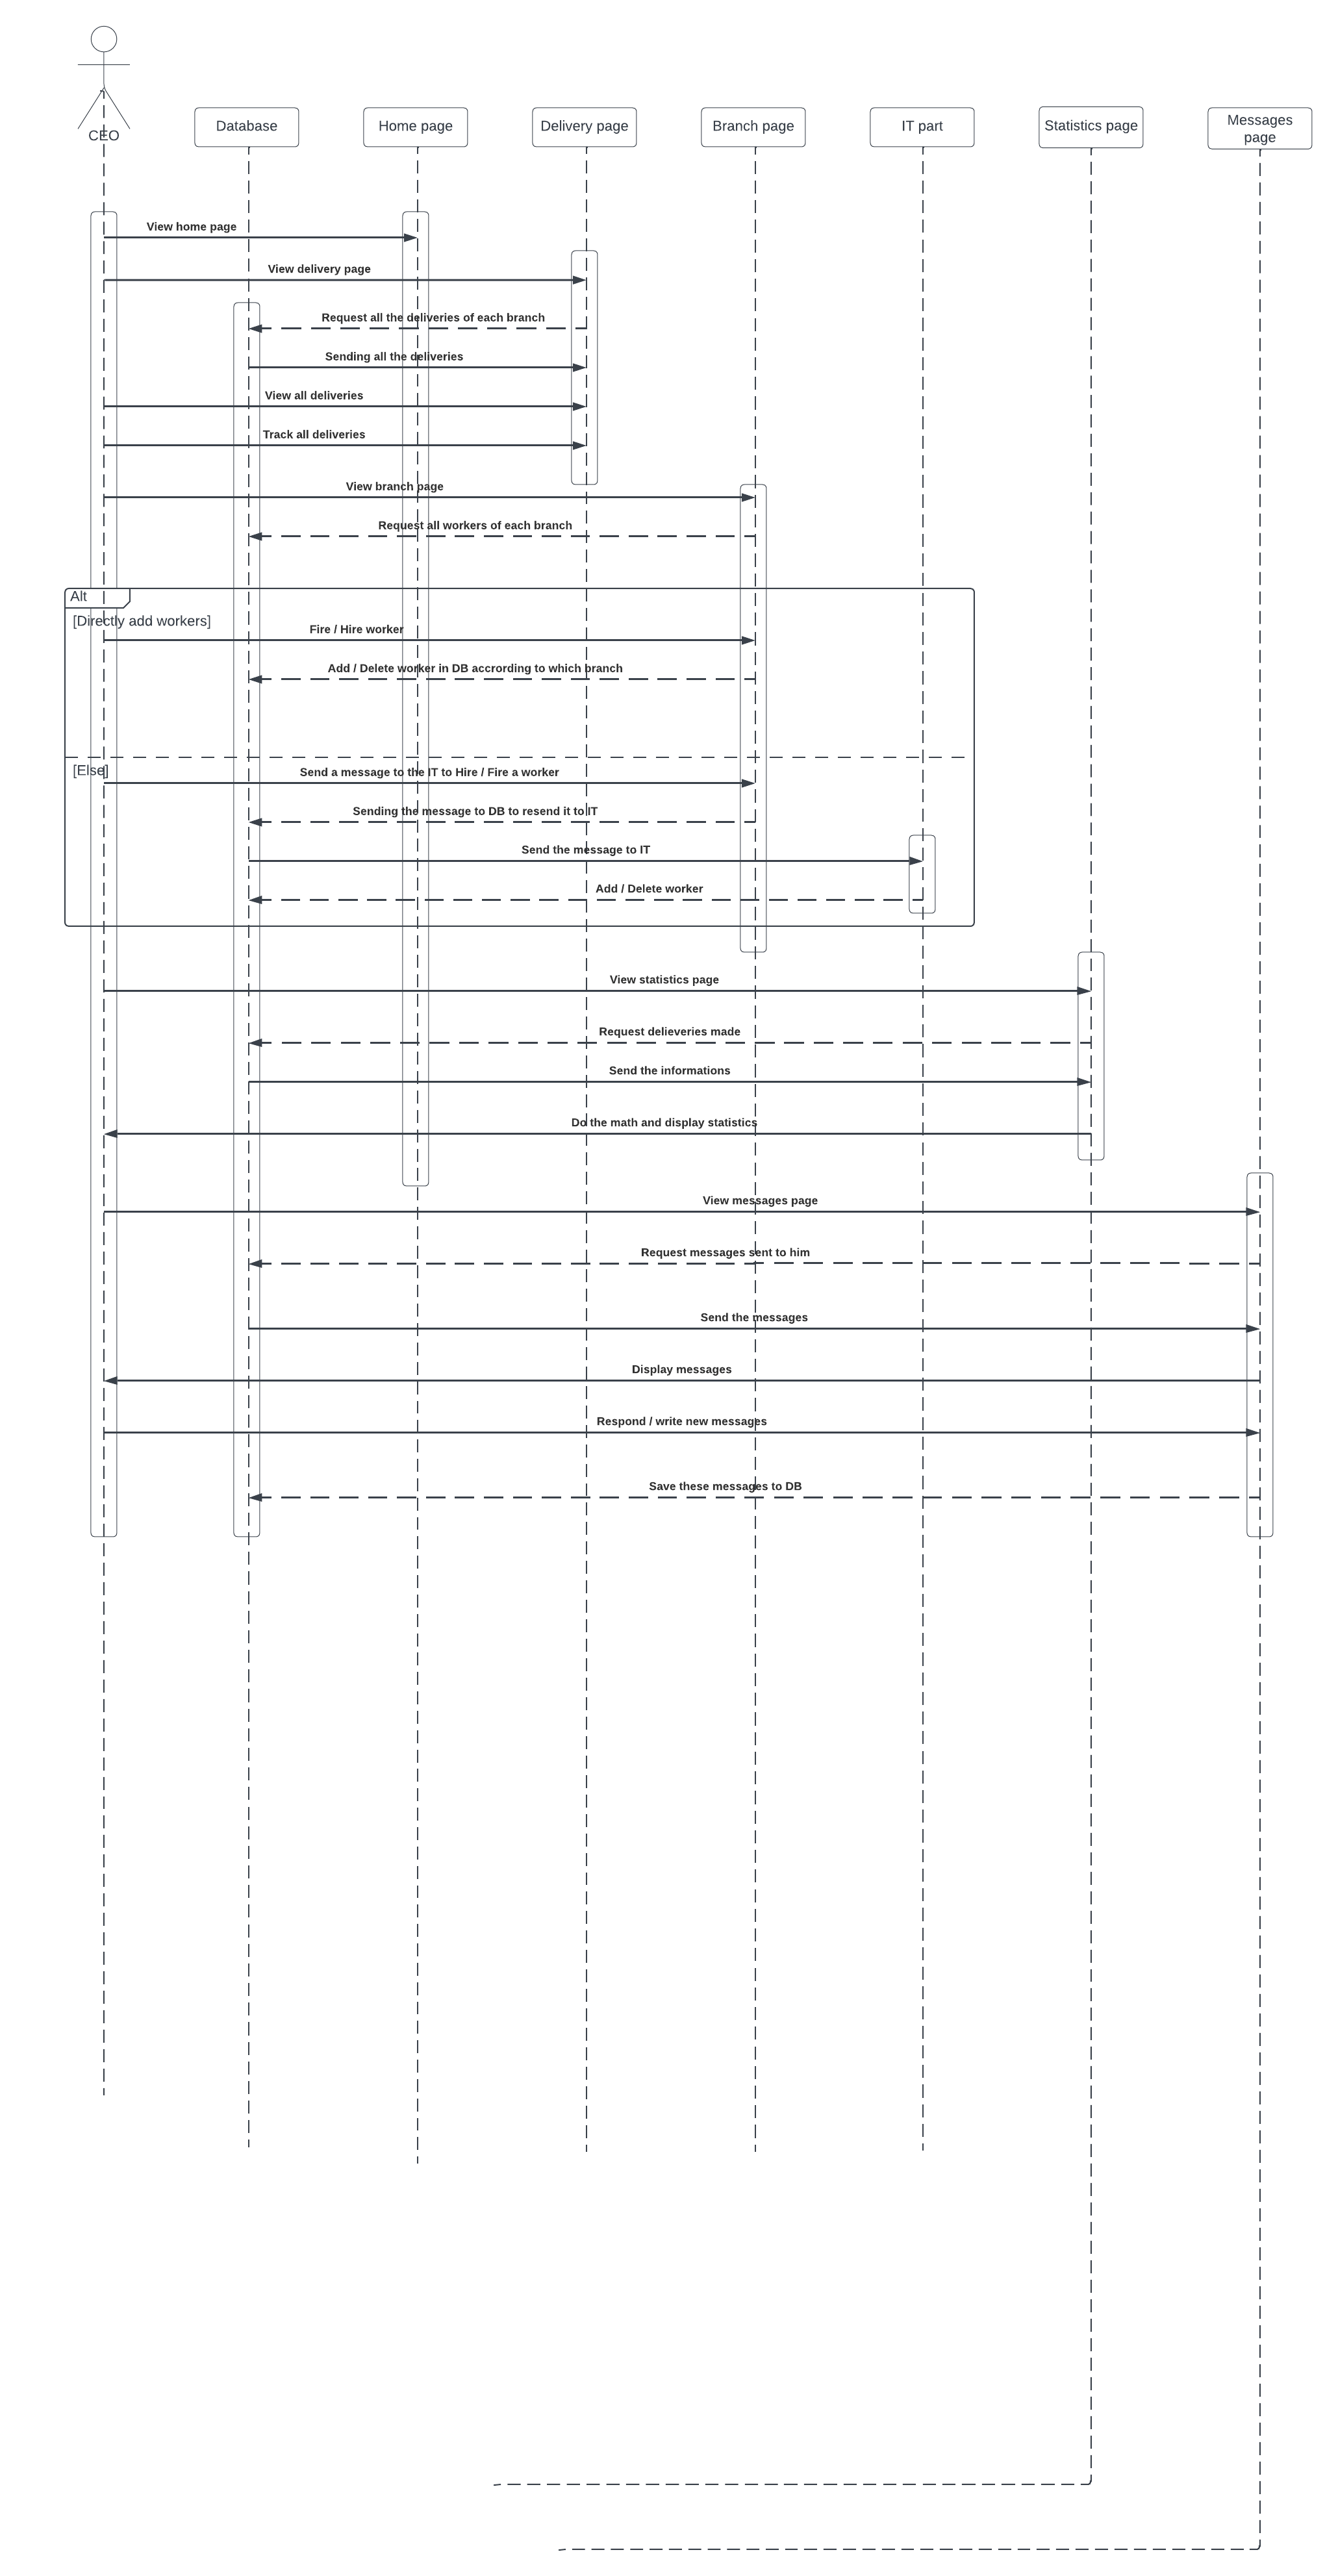 CEO
Database
Home page
Delivery page
Branch page
IT part
Statistics page
Messages
page
View home page
View delivery page
Request all the deliveries of each branch
Sending all the deliveries
View all deliveries
Track all deliveries
View branch page
Request all workers of each branch
Alt
[Directly add workers]
Fire / Hire worker
Add / Delete worker in DB accrording to which branch
[Else]
Send a message to the IT to Hire / Fire a worker
Sending the message to DB to resend it to IT
Send the message to IT
Add / Delete worker
View statistics page
Request delieveries made
Send the informations
Do the math and display statistics
View messages page
Request messages sent to him
Send the messages
Display messages
Respond / write new messages
Save these messages to DB